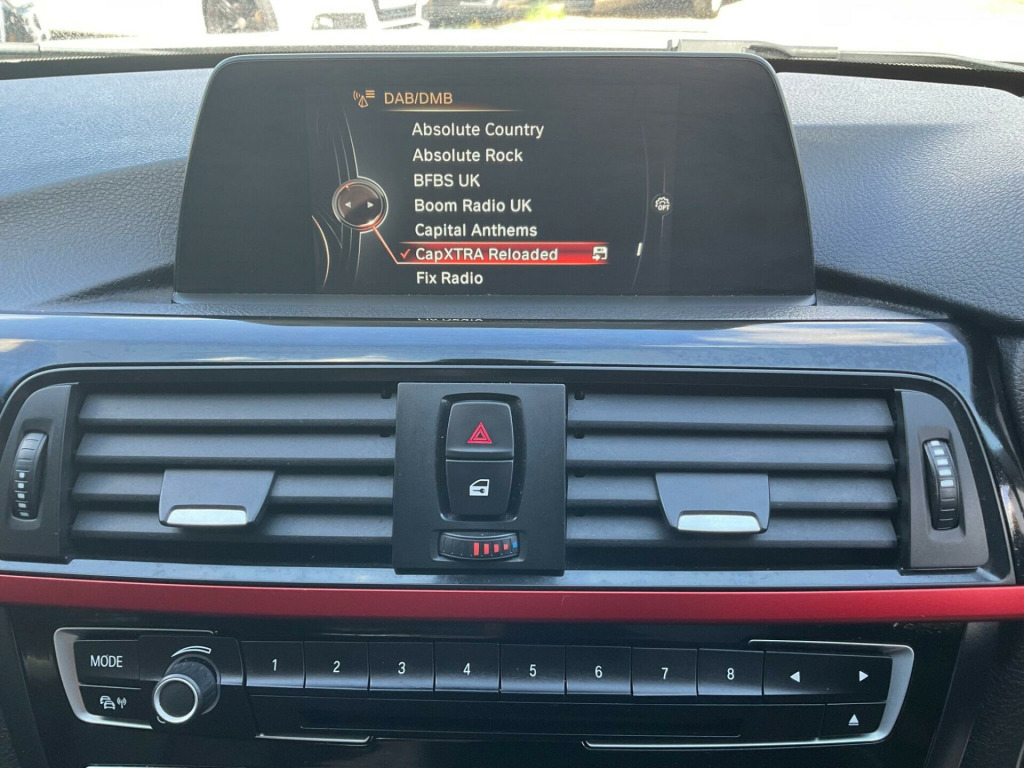 DAB/DMB
Absolute Country
Absolute Rock
BFBS UK
Boom Radio UK
Capital Anthems
CapXTRA Reloaded
OPT
Fix Radio
MODE
1 2 3 4 5 6 7 8